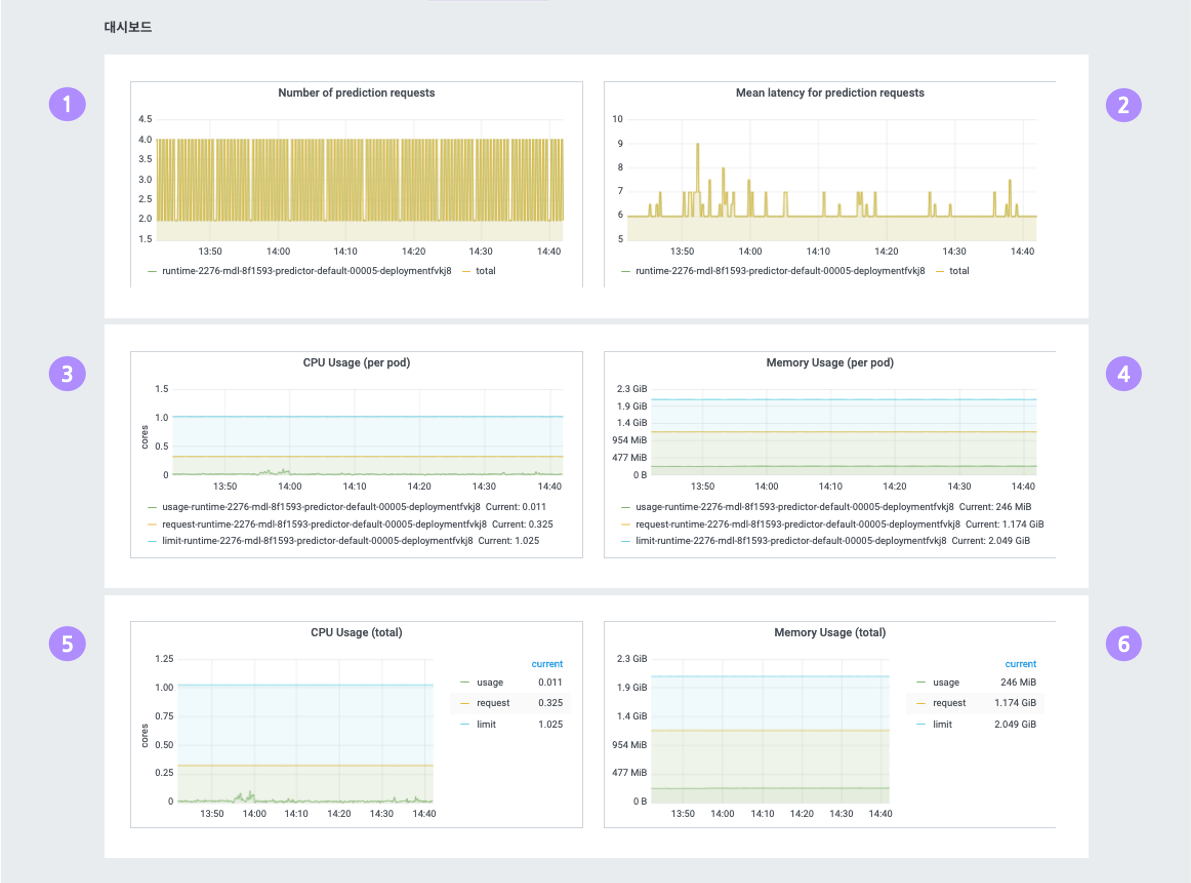 대시보드
1
Number of prediction requests
4.5
4.0
3.5
3.0
2.5
2.0
1.5
13:50 14:00 14:10 14:20 14:30 14:40
runtime-2276-mdl-8f1593-predictor-default-00005-deploymentfvkj8 total
2
Mean latency for prediction requests
10
9
8
7
6
5
13:50 14:00 14:10 14:20 14:30 14:40
runtime-2276-mdl-8f1593-predictor-default-00005-deploymentfvkj8 total
3
CPU Usage (per pod)
cores
1.5
1.0
0.5
0
13:50 14:00 14:10 14:20 14:30 14:40
usage-runtime-2276-mdl-8f1593-predictor-default-00005-deploymentfvkj8 Current: 0.011
request-runtime-2276-mdl-8f1593-predictor-default-00005-deploymentfvkj8 Current: 0.325
limit-runtime-2276-mdl-8f1593-predictor-default-00005-deploymentfvkj8 Current: 1.025
4
Memory Usage (per pod)
2.3 GiB
1.9 GiB
1.4 GiB
954 MiB
477 MiB
0 B
13:50 14:00 14:10 14:20 14:30 14:40
usage-runtime-2276-mdl-8f1593-predictor-default-00005-deploymentfvkj8 Current: 246 MiB
request-runtime-2276-mdl-8f1593-predictor-default-00005-deploymentfvkj8 Current: 1.174 GiB
limit-runtime-2276-mdl-8f1593-predictor-default-00005-deploymentfvkj8 Current: 2.049 GiB
5
CPU Usage (total)
cores
1.25
1.00
0.75
0.50
0.25
0
13:50 14:00 14:10 14:20 14:30 14:40
current
usage 0.011
request 0.325
limit 1.025
6
Memory Usage (total)
2.3 GiB
1.9 GiB
1.4 GiB
954 MiB
477 MiB
0 B
13:50 14:00 14:10 14:20 14:30 14:40
current
usage 246 MiB
request 1.174 GiB
limit 2.049 GiB